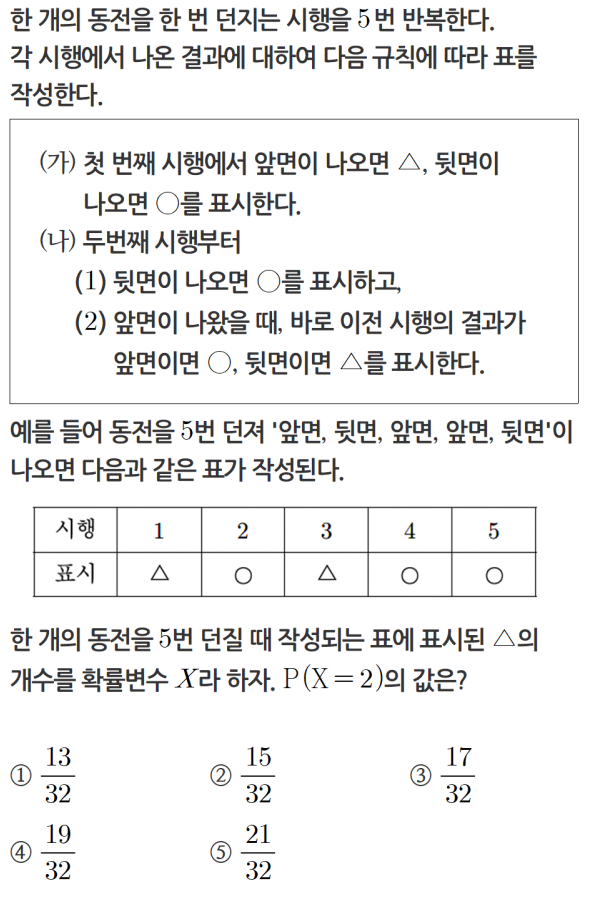 한 개의 동전을 한 번 던지는 시행을 5번 반복한다.
각 시행에서 나온 결과에 대하여 다음 규칙에 따라 표를
작성한다.
(가) 첫 번째 시행에서 앞면이 나오면 △, 뒷면이
나오면 ○를 표시한다.
(나) 두번째 시행부터
(1) 뒷면이 나오면 ○를 표시하고,
(2) 앞면이 나왔을 때, 바로 이전 시행의 결과가
앞면이면 ○, 뒷면이면 △를 표시한다.
예를 들어 동전을 5번 던져 '앞면, 뒷면, 앞면, 앞면, 뒷면'이
나오면 다음과 같은 표가 작성된다.
시행 1 2 3 4 5
표시 △ ○ △ ○ ○
한 개의 동전을 5번 던질 때 작성되는 표에 표시된 △의
개수를 확률변수 X라 하자. P(X=2)의 값은?
① 13/32 ② 15/32 ③ 17/32
④ 19/32 ⑤ 21/32